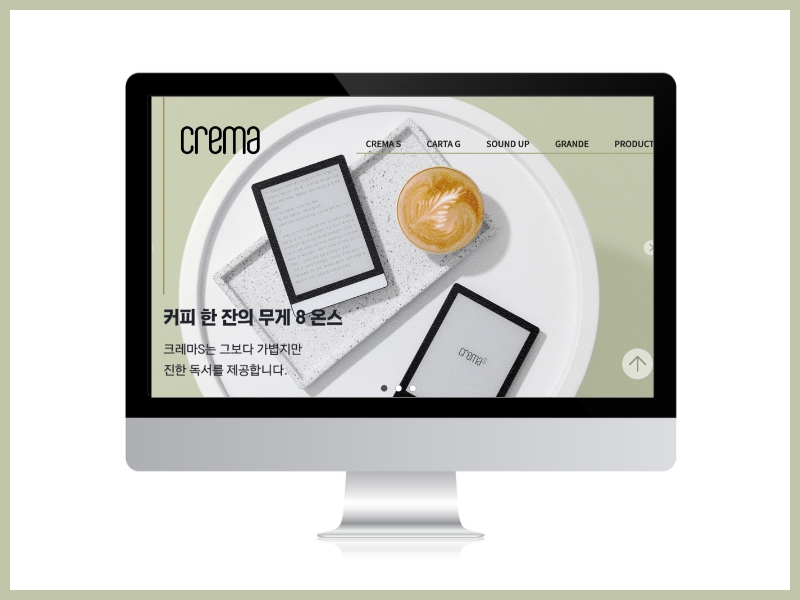 crema
CREMA S
CARTA G
SOUND UP
GRANDE
PRODUCT
커피 한 잔의 무게 8 온스
크레마S는 그보다 가볍지만
진한 독서를 제공합니다.
crema S